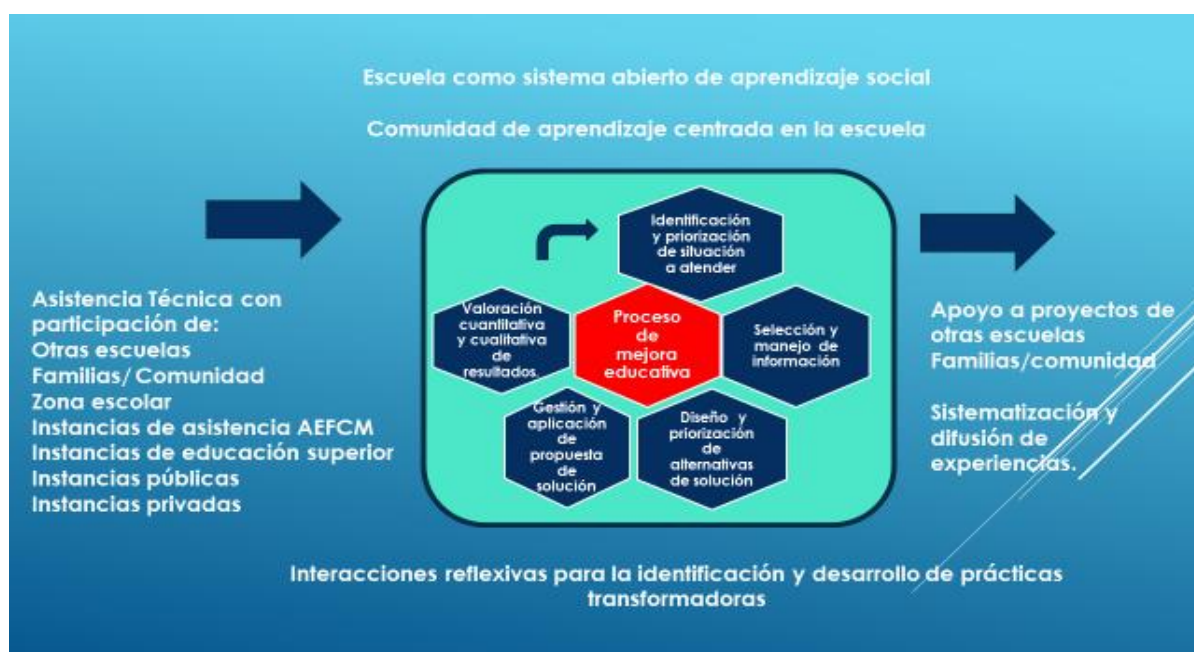 Escuela como sistema abierto de aprendizaje social
Comunidad de aprendizaje centrada en la escuela
Asistencia Técnica con
participación de:
Otras escuelas
Familias/ Comunidad
Zona escolar
Instancias de asistencia AEFCM
Instancias de educación superior
Instancias públicas
Instancias privadas
Identificación
y priorización
de situación
a atender
Valoración
cuantitativa
y cualitativa
de
resultados.
Proceso
de
mejora
educativa
Selección y
manejo de
información
Gestión y
aplicación
de
propuesta
de
solución
Diseño y
priorización
de
alternativas
de solución
Apoyo a proyectos de
otras escuelas
Familias/comunidad
Sistematización y
difusión de
experiencias.
Interacciones reflexivas para la identificación y desarrollo de prácticas
transformadoras